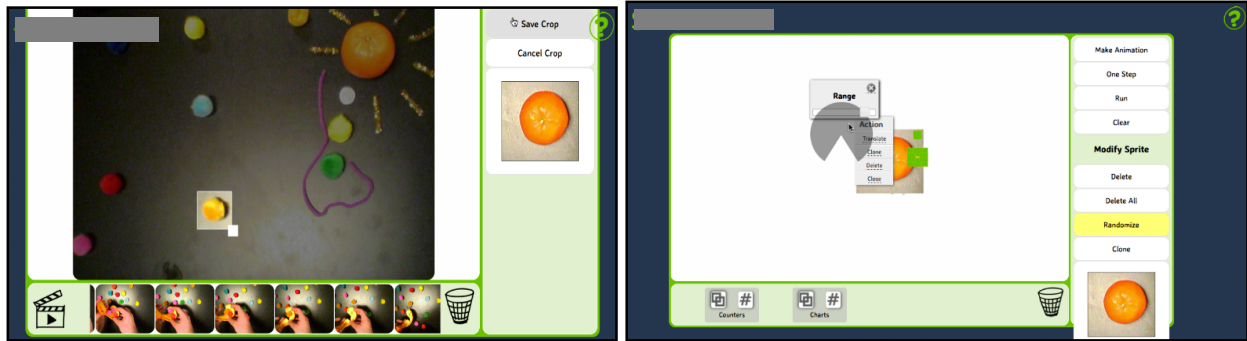 Save Crop
?
Cancel Crop
?
Make Animation
One Step
Run
Clear
Modify Sprite
Delete
Delete All
Randomize
Clone
Range
Action
Translate
Clone
Delete
Close
#
Counters
#
Charts